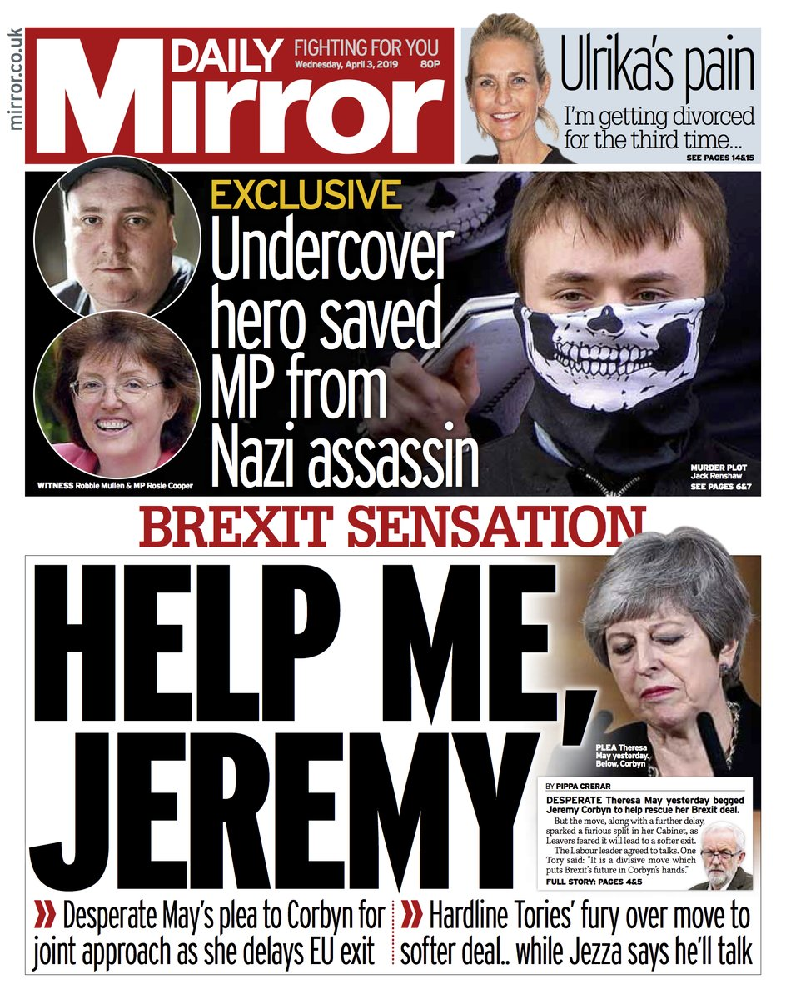 mirror.co.uk
DAILY
Mirror
FIGHTING FOR YOU
Wednesday, April 3, 2019 80P
Ulrika's pain
I'm getting divorced
for the third time...
SEE PAGES 14&15
EXCLUSIVE
Undercover
hero saved
MP from
Nazi assassin
WITNESS Robbie Mullen & MP Rosie Cooper
MURDER PLOT
Jack Renshaw
SEE PAGES 6&7
BREXIT SENSATION
HELP ME,
JEREMY
PLEA Theresa
May yesterday.
Below, Corbyn
BY PIPPA CRERAR
DESPERATE Theresa May yesterday begged
Jeremy Corbyn to help rescue her Brexit deal.
But the move, along with a further delay,
sparked a furious split in her Cabinet, as
Leavers feared it will lead to a softer exit.
The Labour leader agreed to talks. One
Tory said: "It is a divisive move which
puts Brexit's future in Corbyn's hands."
FULL STORY: PAGES 4&5
» Desperate May's plea to Corbyn for
joint approach as she delays EU exit
» Hardline Tories' fury over move to
softer deal.. while Jezza says he'll talk